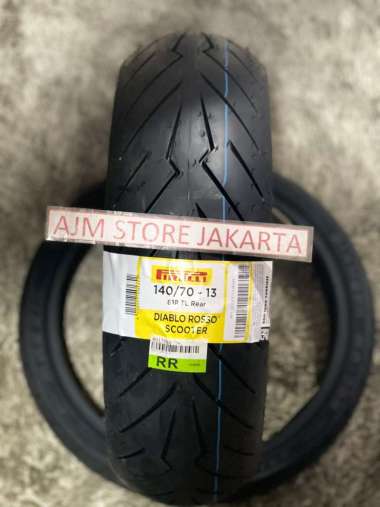 AJM STORE JAKARTA
PIRELLI
140/70 - 13
61P TL Rear
DIABLO ROSSO
SCOOTER
RR